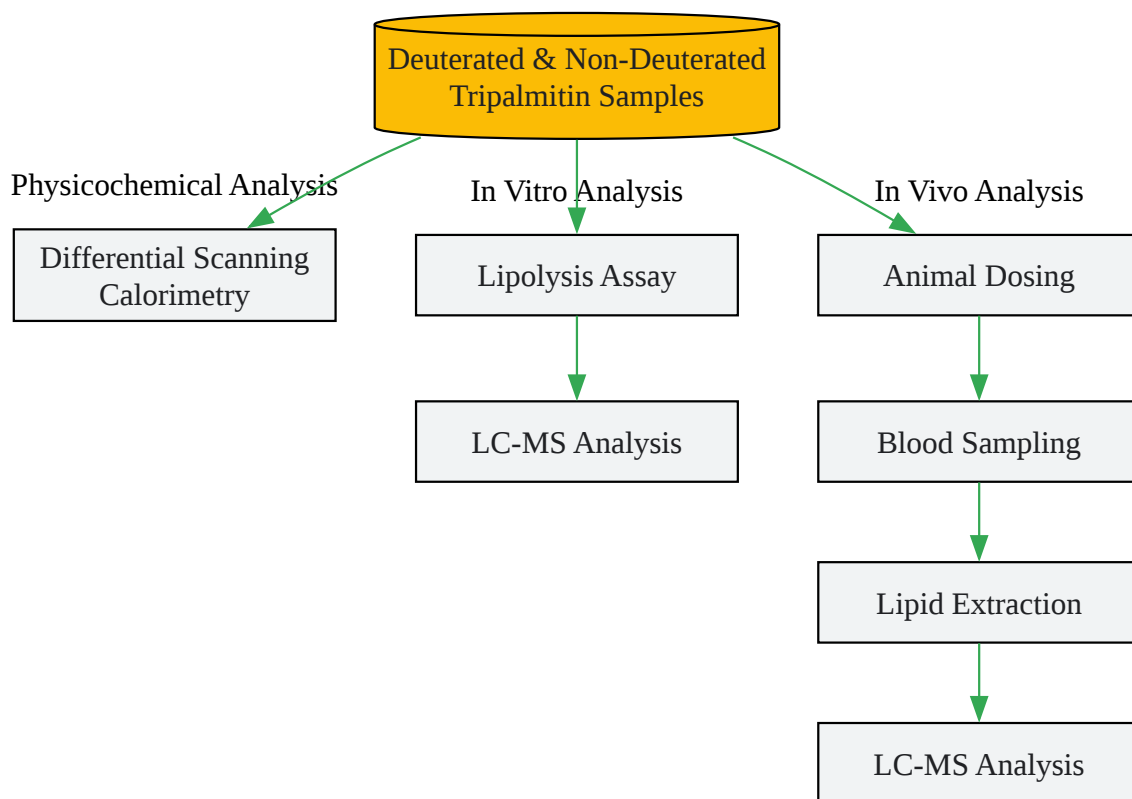 Deuterated & Non-Deuterated
Tripalmitin Samples
Physicochemical Analysis
In Vitro Analysis
In Vivo Analysis
Differential Scanning
Calorimetry
Lipolysis Assay
Animal Dosing
LC-MS Analysis
Blood Sampling
Lipid Extraction
LC-MS Analysis